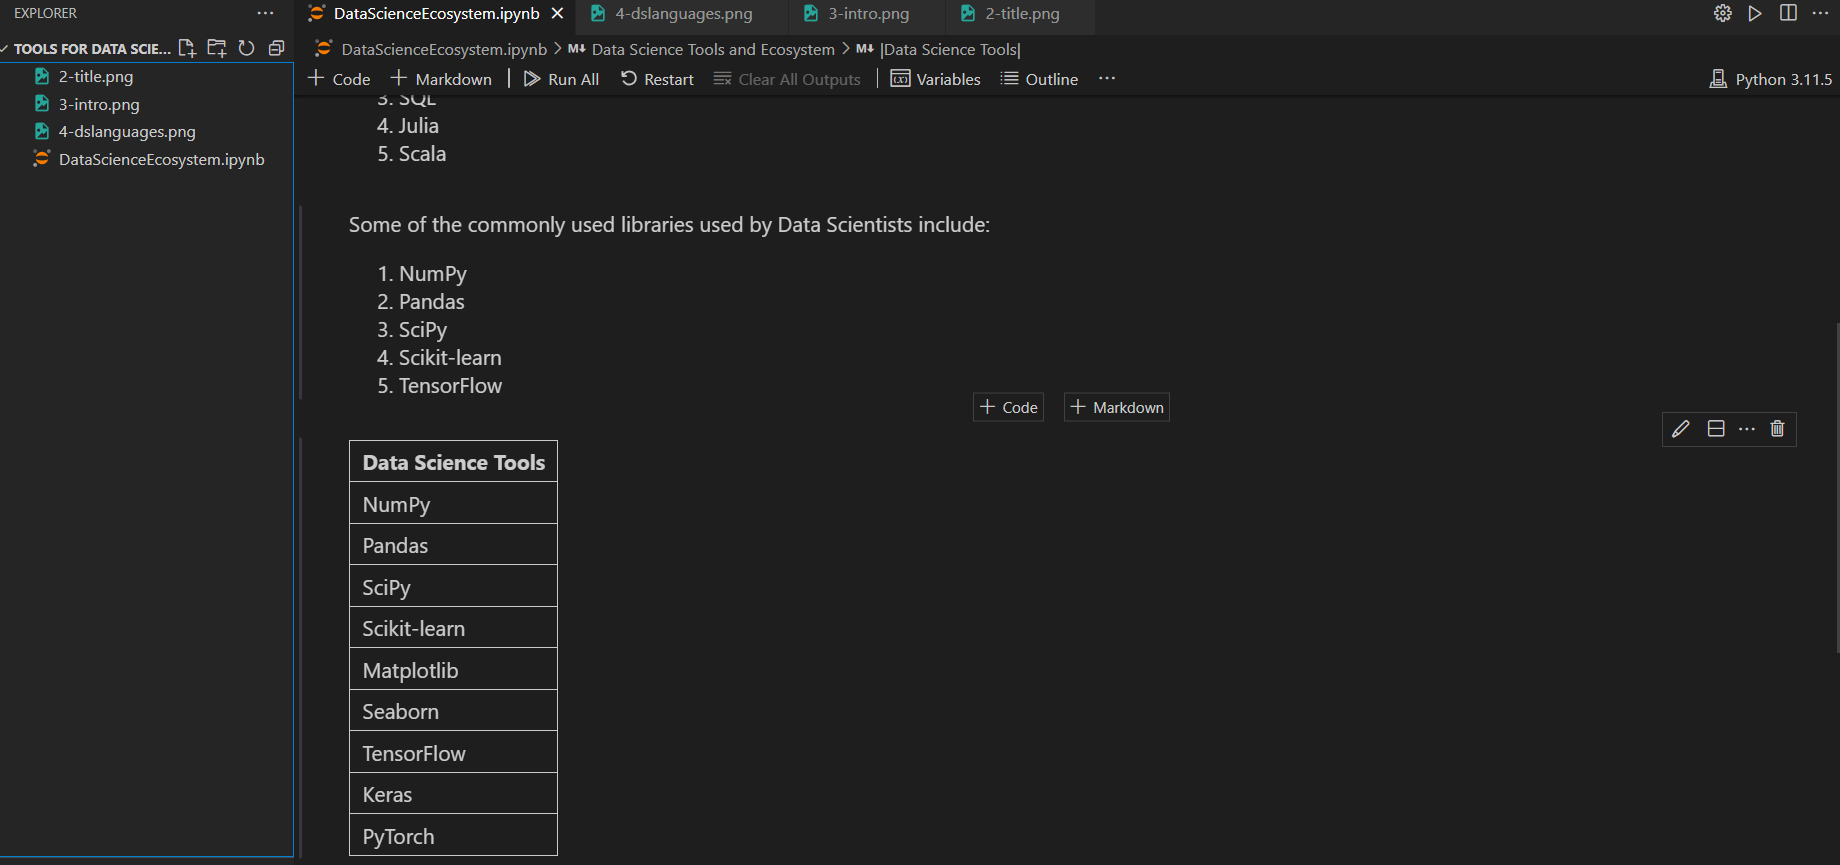 EXPLORER
TOOLS FOR DATA SCIE...
2-title.png
3-intro.png
4-dslanguages.png
DataScienceEcosystem.ipynb
DataScienceEcosystem.ipynb 4-dslanguages.png 3-intro.png 2-title.png
DataScienceEcosystem.ipynb > M↓ Data Science Tools and Ecosystem > M↓ |Data Science Tools|
+ Code + Markdown | Run All Restart Clear All Outputs | Variables Outline ... Python 3.11.5
3. SQL
4. Julia
5. Scala
Some of the commonly used libraries used by Data Scientists include:
1. NumPy
2. Pandas
3. SciPy
4. Scikit-learn
5. TensorFlow
+ Code + Markdown
Data Science Tools
NumPy
Pandas
SciPy
Scikit-learn
Matplotlib
Seaborn
TensorFlow
Keras
PyTorch